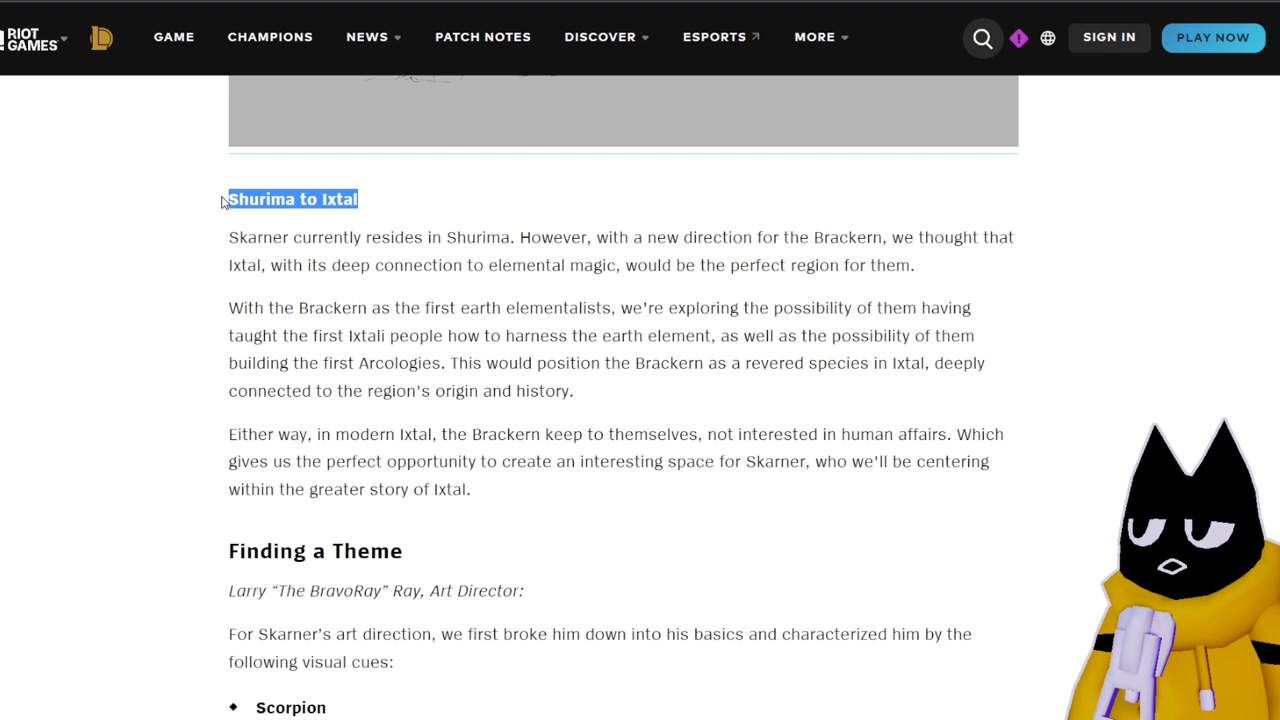 RIOT GAMES
GAME
CHAMPIONS
NEWS
PATCH NOTES
DISCOVER
ESPORTS
MORE
SIGN IN
PLAY NOW
Shurima to Ixtal
Skarner currently resides in Shurima. However, with a new direction for the Brackern, we thought that
Ixtal, with its deep connection to elemental magic, would be the perfect region for them.
With the Brackern as the first earth elementalists, we're exploring the possibility of them having
taught the first Ixtali people how to harness the earth element, as well as the possibility of them
building the first Arcologies. This would position the Brackern as a revered species in Ixtal, deeply
connected to the region's origin and history.
Either way, in modern Ixtal, the Brackern keep to themselves, not interested in human affairs. Which
gives us the perfect opportunity to create an interesting space for Skarner, who we'll be centering
within the greater story of Ixtal.
Finding a Theme
Larry “The BravoRay” Ray, Art Director:
For Skarner’s art direction, we first broke him down into his basics and characterized him by the
following visual cues:
Scorpion